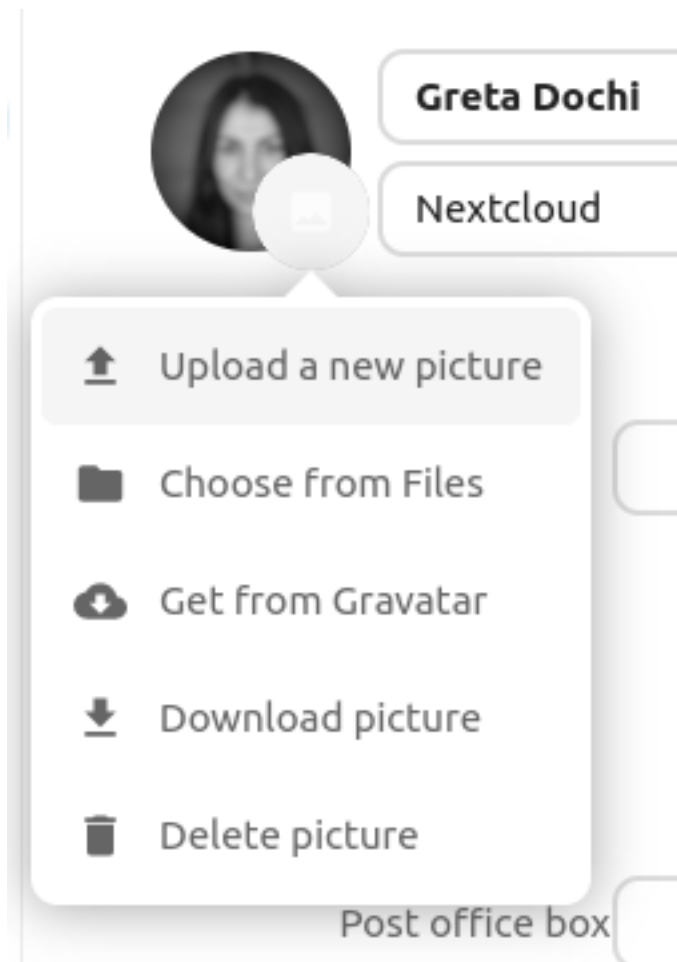 Greta Dochi
Nextcloud
Upload a new picture
Choose from Files
Get from Gravatar
Download picture
Delete picture
Post office box